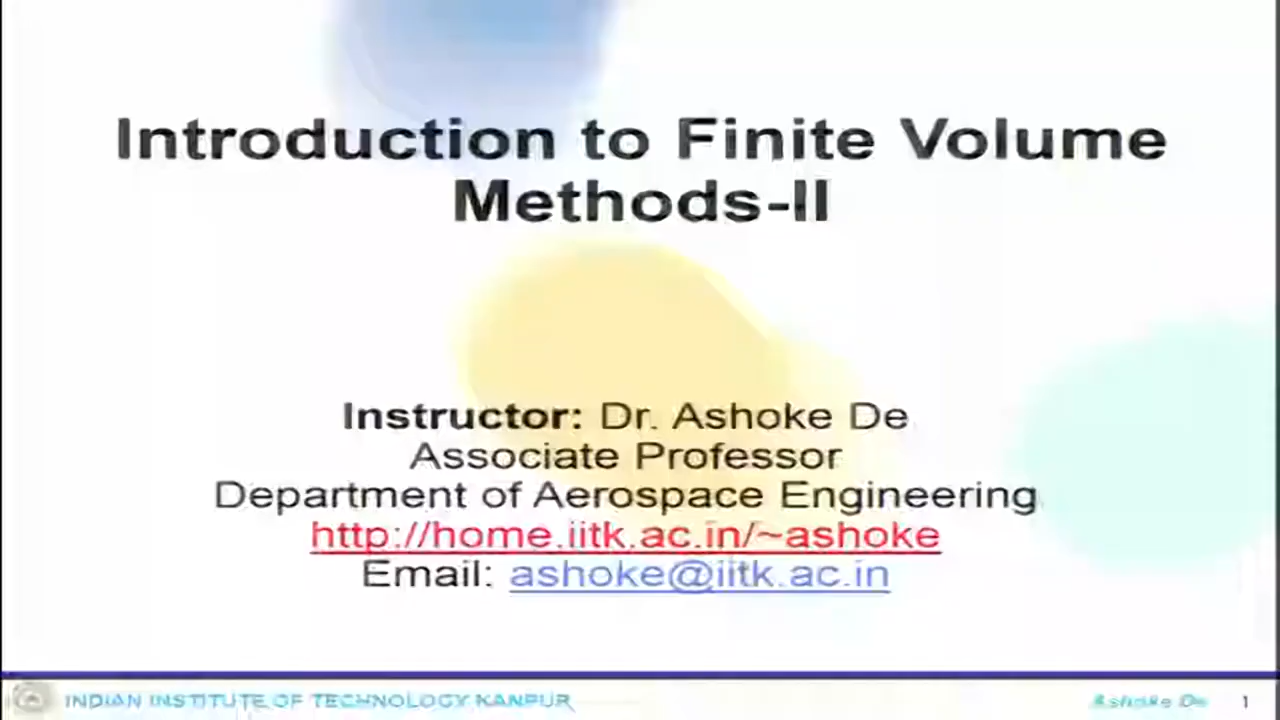 Introduction to Finite Volume
Methods-II
Instructor: Dr. Ashoke De
Associate Professor
Department of Aerospace Engineering
http://home.iitk.ac.in/~ashoke
Email: ashoke@iitk.ac.in
INDIAN INSTITUTE OF TECHNOLOGY KANPUR
Ashoke De 1